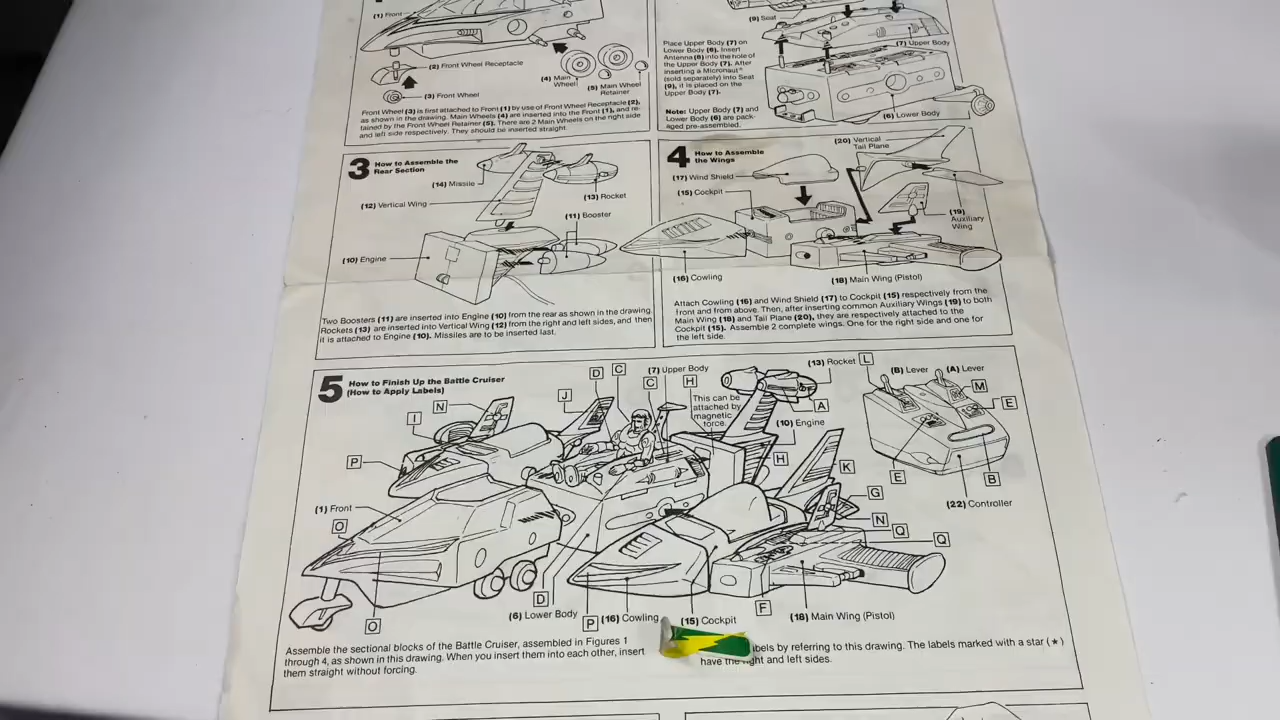 (1) Front
(2) Front Wheel Receptacle
(3) Front Wheel
(4) Main
Wheel
(5) Main Wheel
Retainer
Front Wheel (3) is first attached to Front (1) by use of Front Wheel Receptacle (2),
as shown in the drawing. Main Wheels (4) are inserted into the Front (1), and re-
tained by the Front Wheel Retainer (5). There are 2 Main Wheels on the right side
and left side respectively. They should be inserted straight.
(9) Seat
(7) Upper Body
Place Upper Body (7) on
Lower Body (6). Insert
Antenna (8) into the hole of
the Upper Body (7). After
inserting a Micronaut*
(sold separately) into Seat
(9), it is placed on the
Upper Body (7).
Note: Upper Body (7) and
Lower Body (6) are pack-
aged pre-assembled.
(6) Lower Body
3 How to Assemble the
Rear Section
(14) Missile
(12) Vertical Wing
(13) Rocket
(11) Booster
(10) Engine
Two Boosters (11) are inserted into Engine (10) from the rear as shown in the drawing.
Rockets (13) are inserted into Vertical Wing (12) from the right and left sides, and then
it is attached to Engine (10). Missiles are to be inserted last.
4 How to Assemble
the Wings
(20) Vertical
Tail Plane
(17) Wind Shield
(15) Cockpit
(19)
Auxiliary
Wing
(16) Cowling
(18) Main Wing (Pistol)
Attach Cowling (16) and Wind Shield (17) to Cockpit (15) respectively from the
front and from above. Then, after inserting common Auxiliary Wings (19) to both
Main Wing (18) and Tail Plane (20), they are respectively attached to the
Cockpit (15). Assemble 2 complete wings. One for the right side and one for
the left side.
5 How to Finish Up the Battle Cruiser
(How to Apply Labels)
D
C
C
(7) Upper Body
H
This can be
attached by
magnetic
force.
(13) Rocket
L
(B) Lever
(A) Lever
M
E
A
(10) Engine
N
I
J
P
H
K
G
N
Q
Q
E
B
(22) Controller
(1) Front
O
O
D
(6) Lower Body
P
(16) Cowling
(15) Cockpit
F
(18) Main Wing (Pistol)
Assemble the sectional blocks of the Battle Cruiser, assembled in Figures 1
through 4, as shown in this drawing. When you insert them into each other, insert
them straight without forcing.
bels by referring to this drawing. The labels marked with a star (★)
have the ght and left sides.